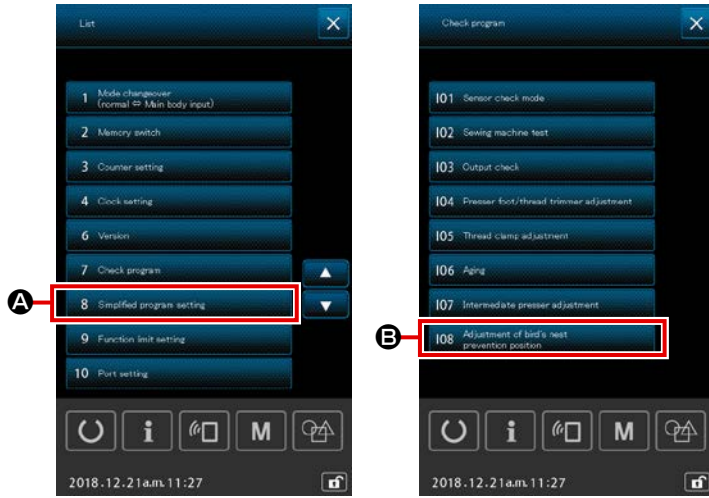 List
1 Mode changeover
(normal ⇔ Main body input)
2 Memory switch
3 Counter setting
4 Clock setting
6 Version
7 Check program
A
8 Simplified program setting
9 Function limit setting
10 Port setting
M
2018.12.21a.m.11:27
Check program
I01 Sensor check mode
I02 Sewing machine test
I03 Output check
I04 Presser foot/thread trimmer adjustment
I05 Thread clamp adjustment
I06 Aging
I07 Intermediate presser adjustment
B
I08 Adjustment of bird's nest
prevention position
M
2018.12.21a.m.11:27